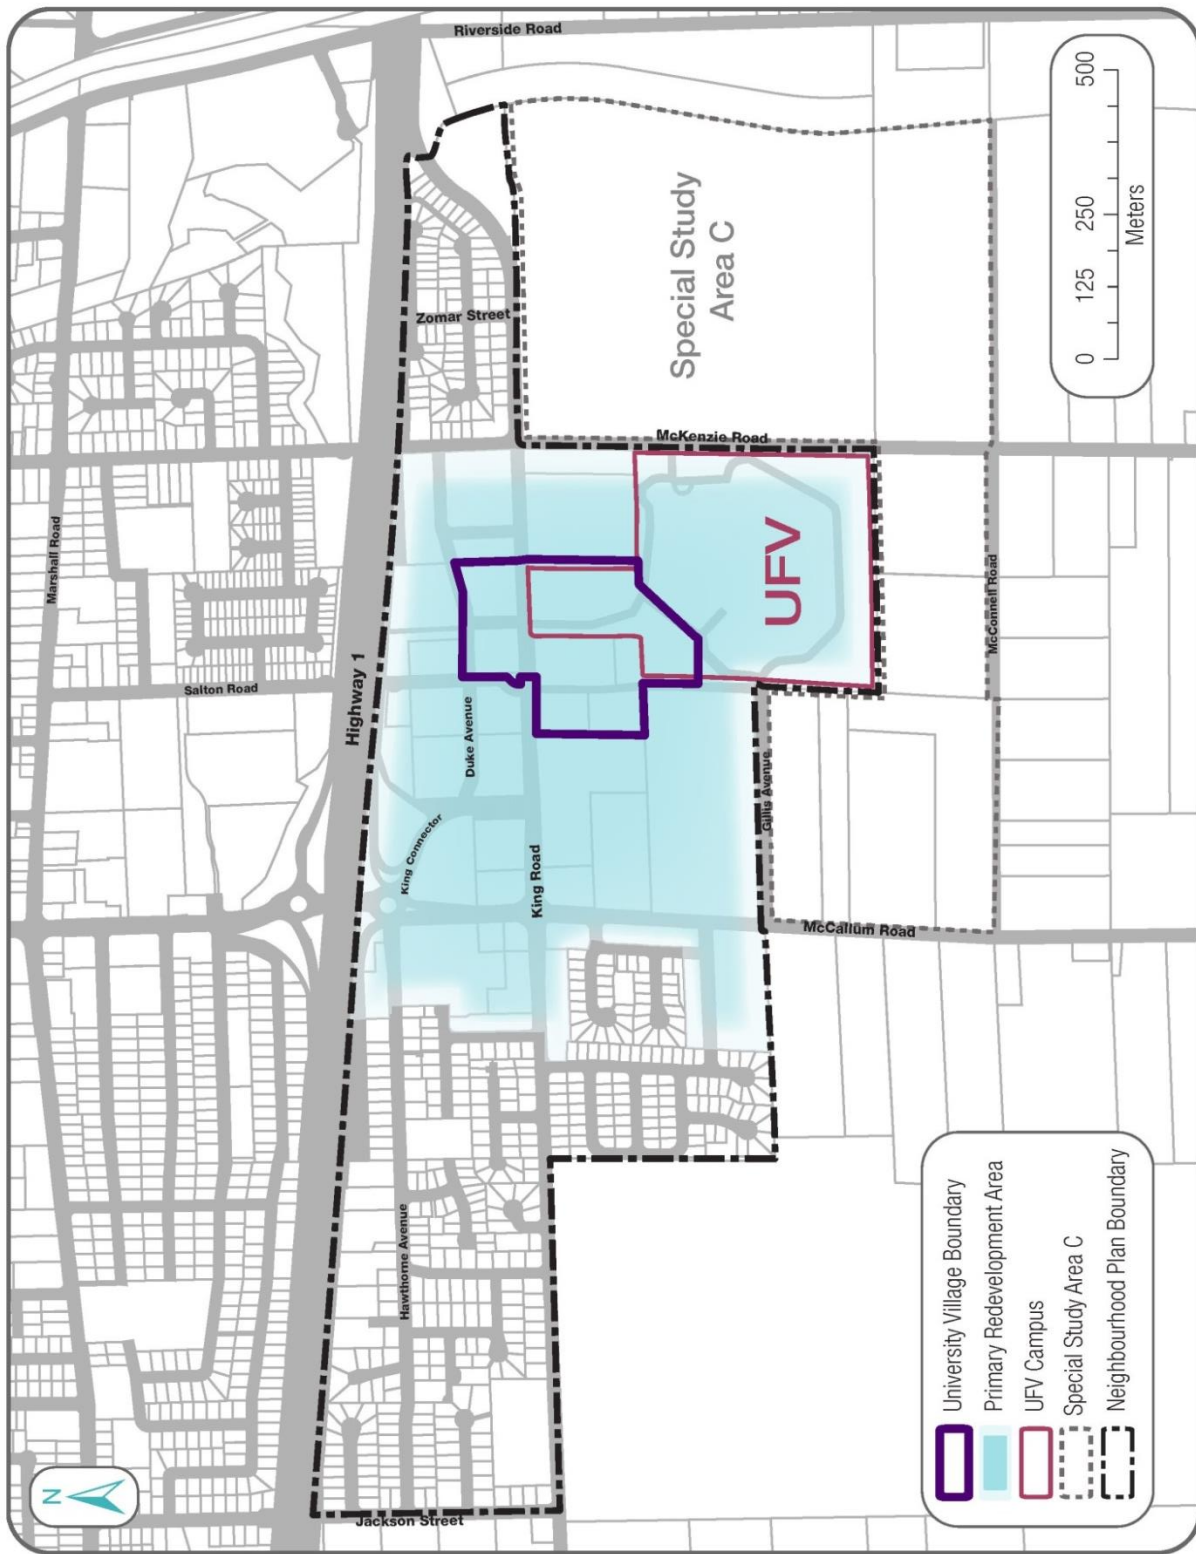 Riverside Road
Marshall Road
Zomar Street
Special Study
Area C
McKenzie Road
Salton Road
Highway 1
Duke Avenue
King Connector
King Road
UFV
McConnell Road
Gillis Avenue
McCallum Road
Hawthorne Avenue
Jackson Street
N
0 125 250 500
Meters
University Village Boundary
Primary Redevelopment Area
UFV Campus
Special Study Area C
Neighbourhood Plan Boundary